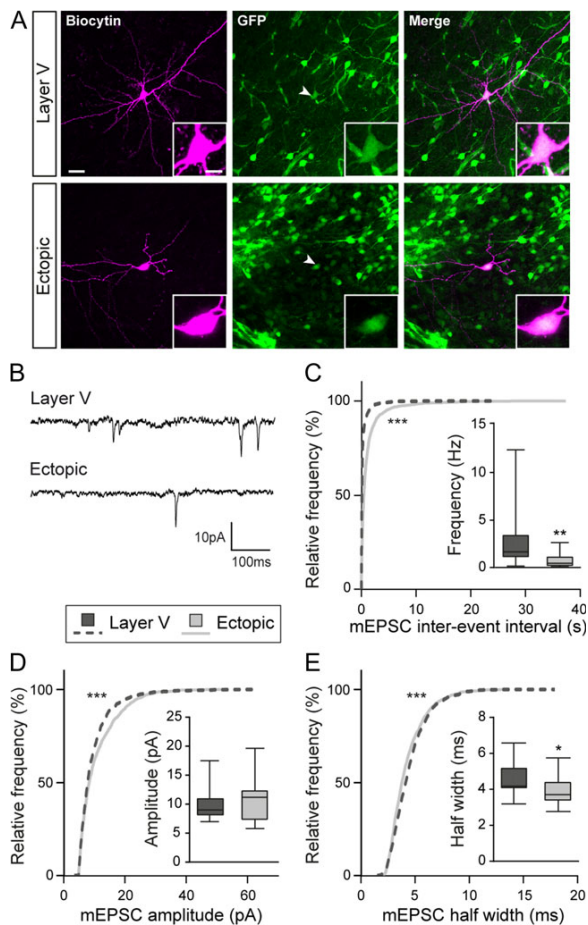 A
Biocytin
GFP
Merge
Layer V
Ectopic
B
Layer V
Ectopic
10pA
100ms
C
Relative frequency (%)
100
50
0
0
10
20
30
40
mEPSC inter-event interval (s)
***
Frequency (Hz)
15
10
5
0
**
Layer V
Ectopic
D
Relative frequency (%)
100
50
0
0
20
40
60
mEPSC amplitude (pA)
***
Amplitude (pA)
25
20
15
10
5
0
E
Relative frequency (%)
100
50
0
0
5
10
15
20
mEPSC half width (ms)
***
Half width (ms)
8
6
4
2
0
*